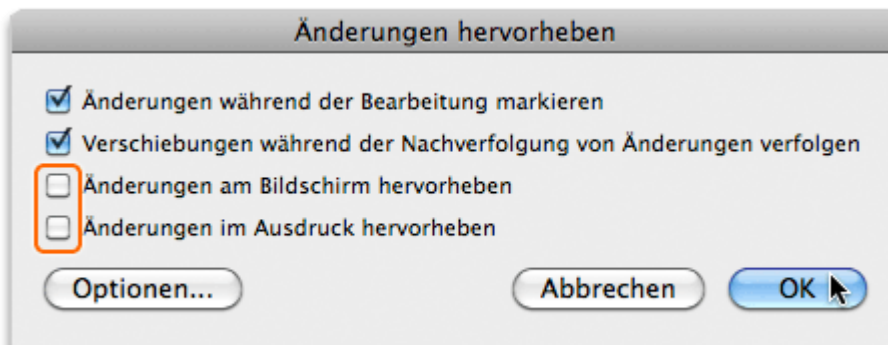 Änderungen hervorheben
Änderungen während der Bearbeitung markieren
Verschiebungen während der Nachverfolgung von Änderungen verfolgen
Änderungen am Bildschirm hervorheben
Änderungen im Ausdruck hervorheben
Optionen... Abbrechen OK